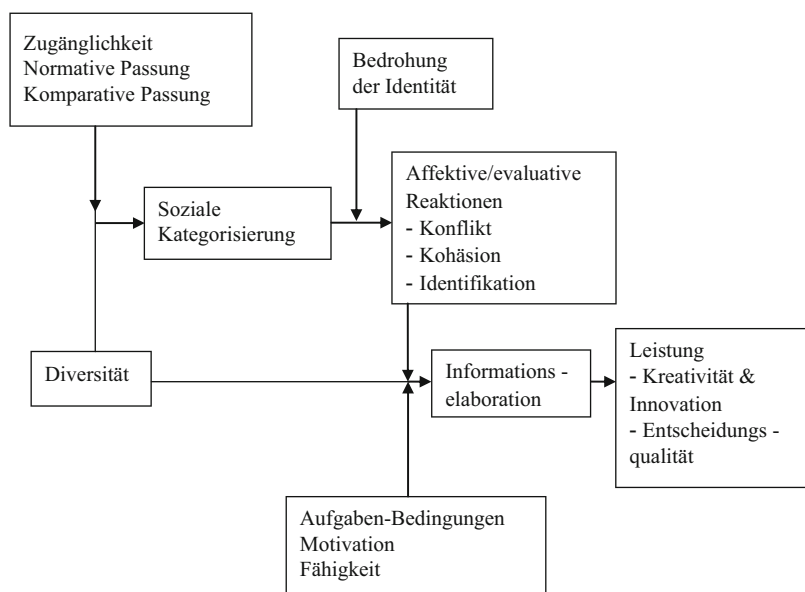 Zugänglichkeit
Normative Passung
Komparative Passung
Bedrohung
der Identität
Soziale
Kategorisierung
Affektive/evaluative
Reaktionen
- Konflikt
- Kohäsion
- Identifikation
Diversität
Informations -
elaboration
Leistung
- Kreativität &
Innovation
- Entscheidungs -
qualität
Aufgaben-Bedingungen
Motivation
Fähigkeit